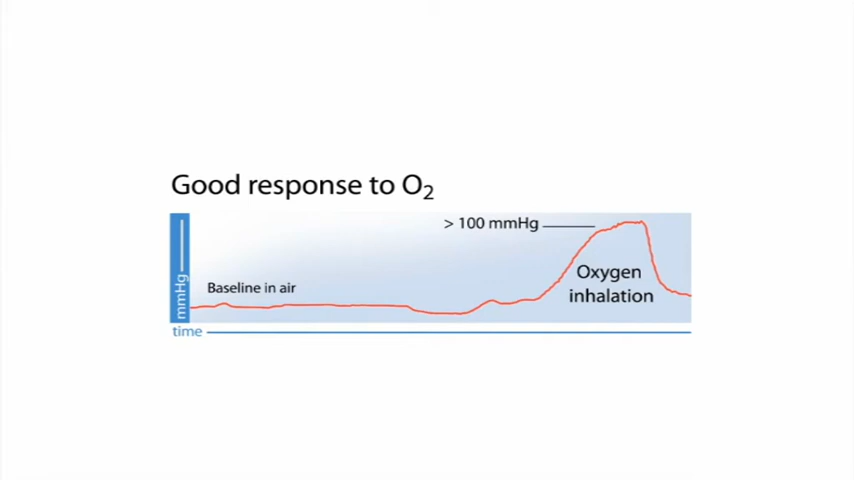 Good response to O₂
> 100 mmHg
Oxygen
inhalation
Baseline in air
mmHg
time